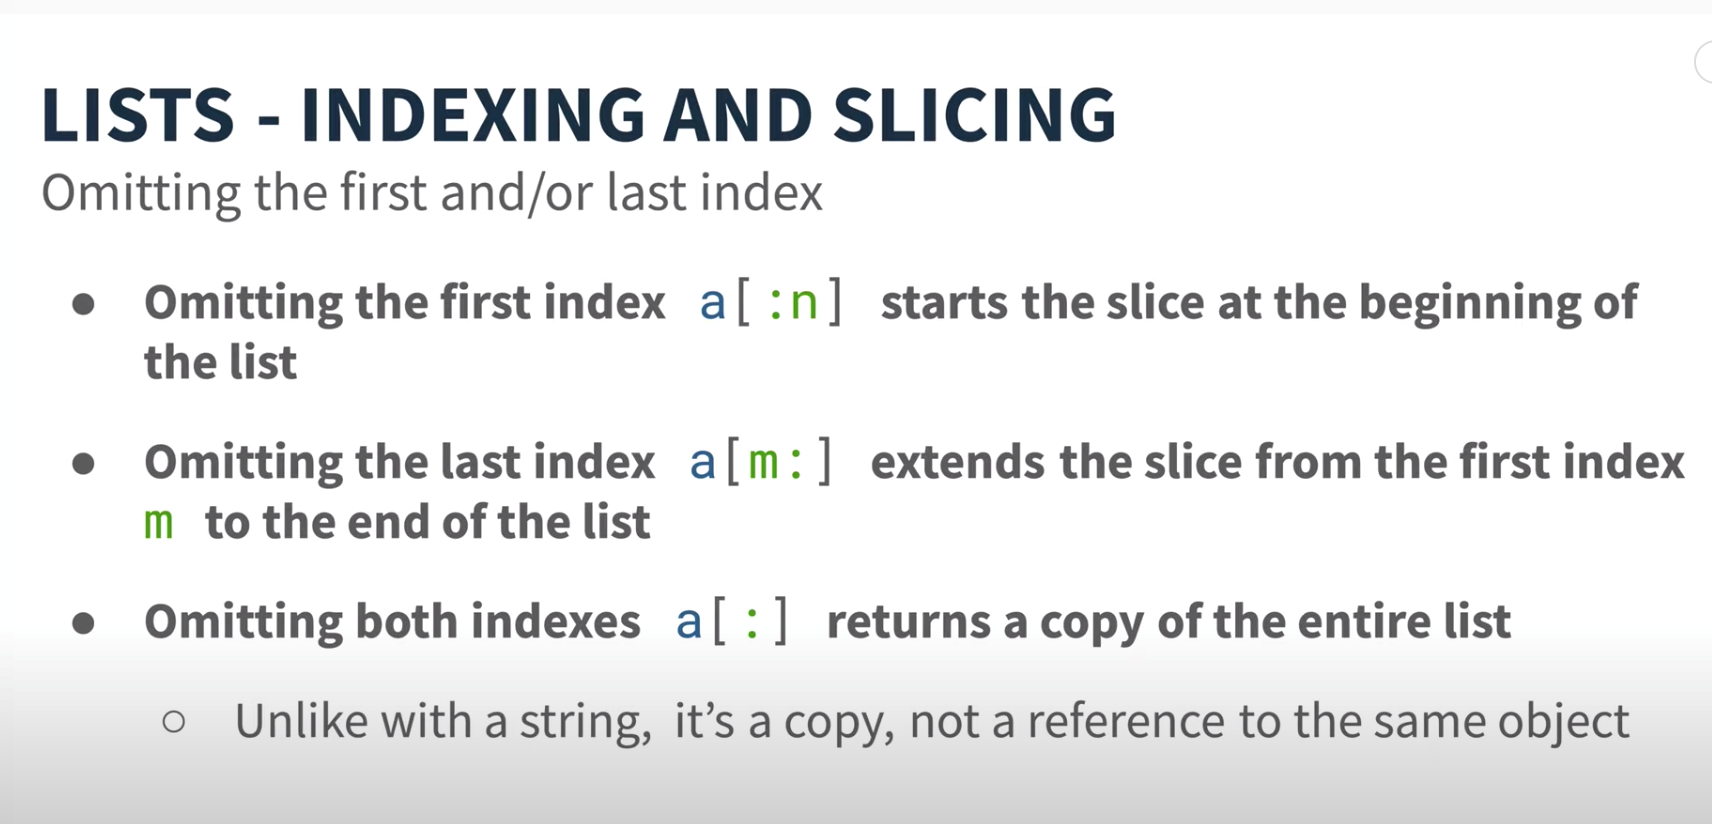 LISTS - INDEXING AND SLICING
Omitting the first and/or last index
● Omitting the first index a[:n] starts the slice at the beginning of
the list
● Omitting the last index a[m:] extends the slice from the first index
m to the end of the list
● Omitting both indexes a[:] returns a copy of the entire list
○ Unlike with a string, it’s a copy, not a reference to the same object